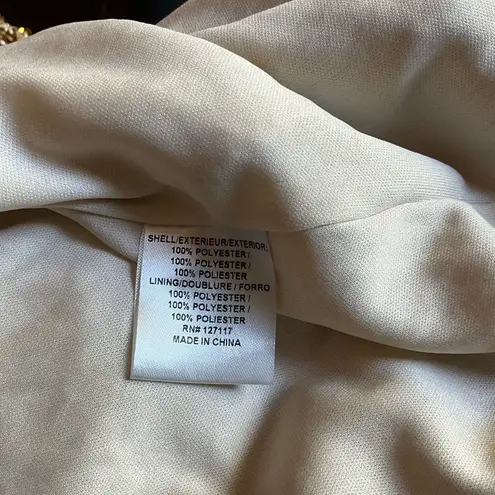 SHELL/EXTERIEUR/EXTERIOR:
100% POLYESTER /
100% POLYESTER /
100% POLIESTER
LINING/DOUBLURE / FORRO
100% POLYESTER /
100% POLYESTER /
100% POLIESTER
RN# 127117
MADE IN CHINA